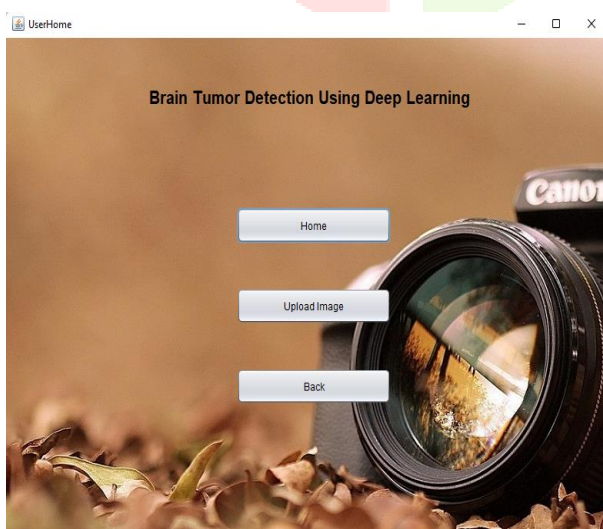 UserHome
Brain Tumor Detection Using Deep Learning
Canon
Home
Upload Image
Back